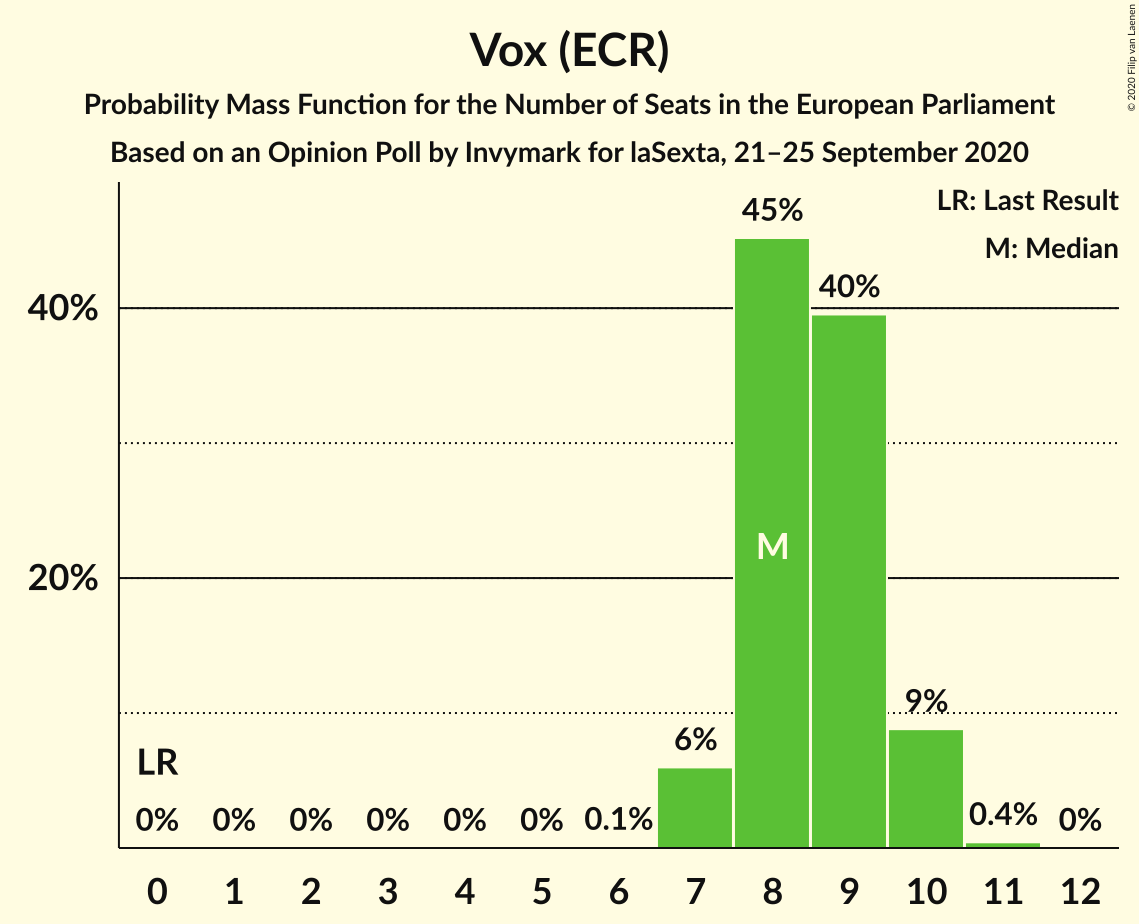 Vox (ECR)
Probability Mass Function for the Number of Seats in the European Parliament
Based on an Opinion Poll by Invymark for laSexta, 21–25 September 2020
© 2020 Filip van Laenen
LR: Last Result
M: Median
45%
40%
40%
M
20%
9%
6%
LR
0% 0% 0% 0% 0% 0% 0.1% 0.4% 0%
0 1 2 3 4 5 6 7 8 9 10 11 12